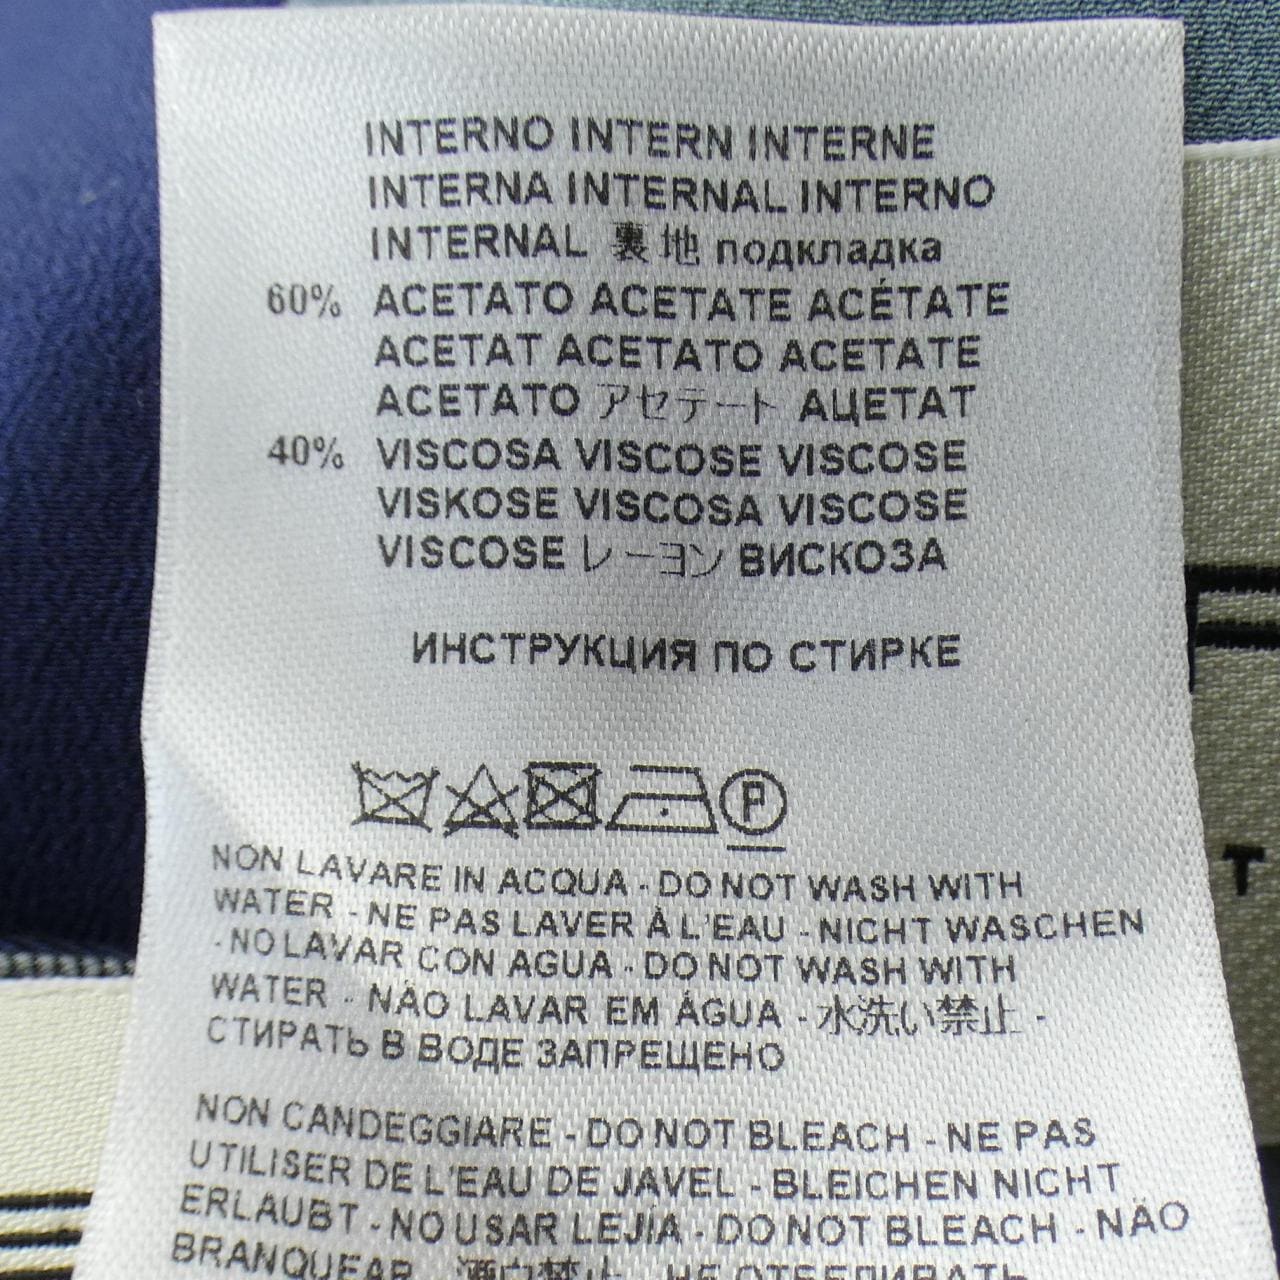 INTERNO INTERN INTERNE
INTERNA INTERNAL INTERNO
INTERNAL 裏地 подкладка
60% ACETATO ACETATE ACÉTATE
ACETAT ACETATO ACETATE
ACETATO アセテート АЦЕТАТ
40% VISCOSA VISCOSE VISCOSE
VISKOSE VISCOSA VISCOSE
VISCOSE レーヨン ВИСКОЗА
ИНСТРУКЦИЯ ПО СТИРКЕ
P
NON LAVARE IN ACQUA - DO NOT WASH WITH
WATER - NE PAS LAVER À L'EAU - NICHT WASCHEN
- NO LAVAR CON AGUA - DO NOT WASH WITH
WATER - NÃO LAVAR EM ÁGUA - 水洗い禁止 -
СТИРАТЬ В ВОДЕ ЗАПРЕЩЕНО
T
NON CANDEGGIARE - DO NOT BLEACH - NE PAS
UTILISER DE L'EAU DE JAVEL - BLEICHEN NICHT
ERLAUBT - NO USAR LEJÍA - DO NOT BLEACH - NÃO
BRANQUEAR - НЕ ОТБЕЛИВАТЬ